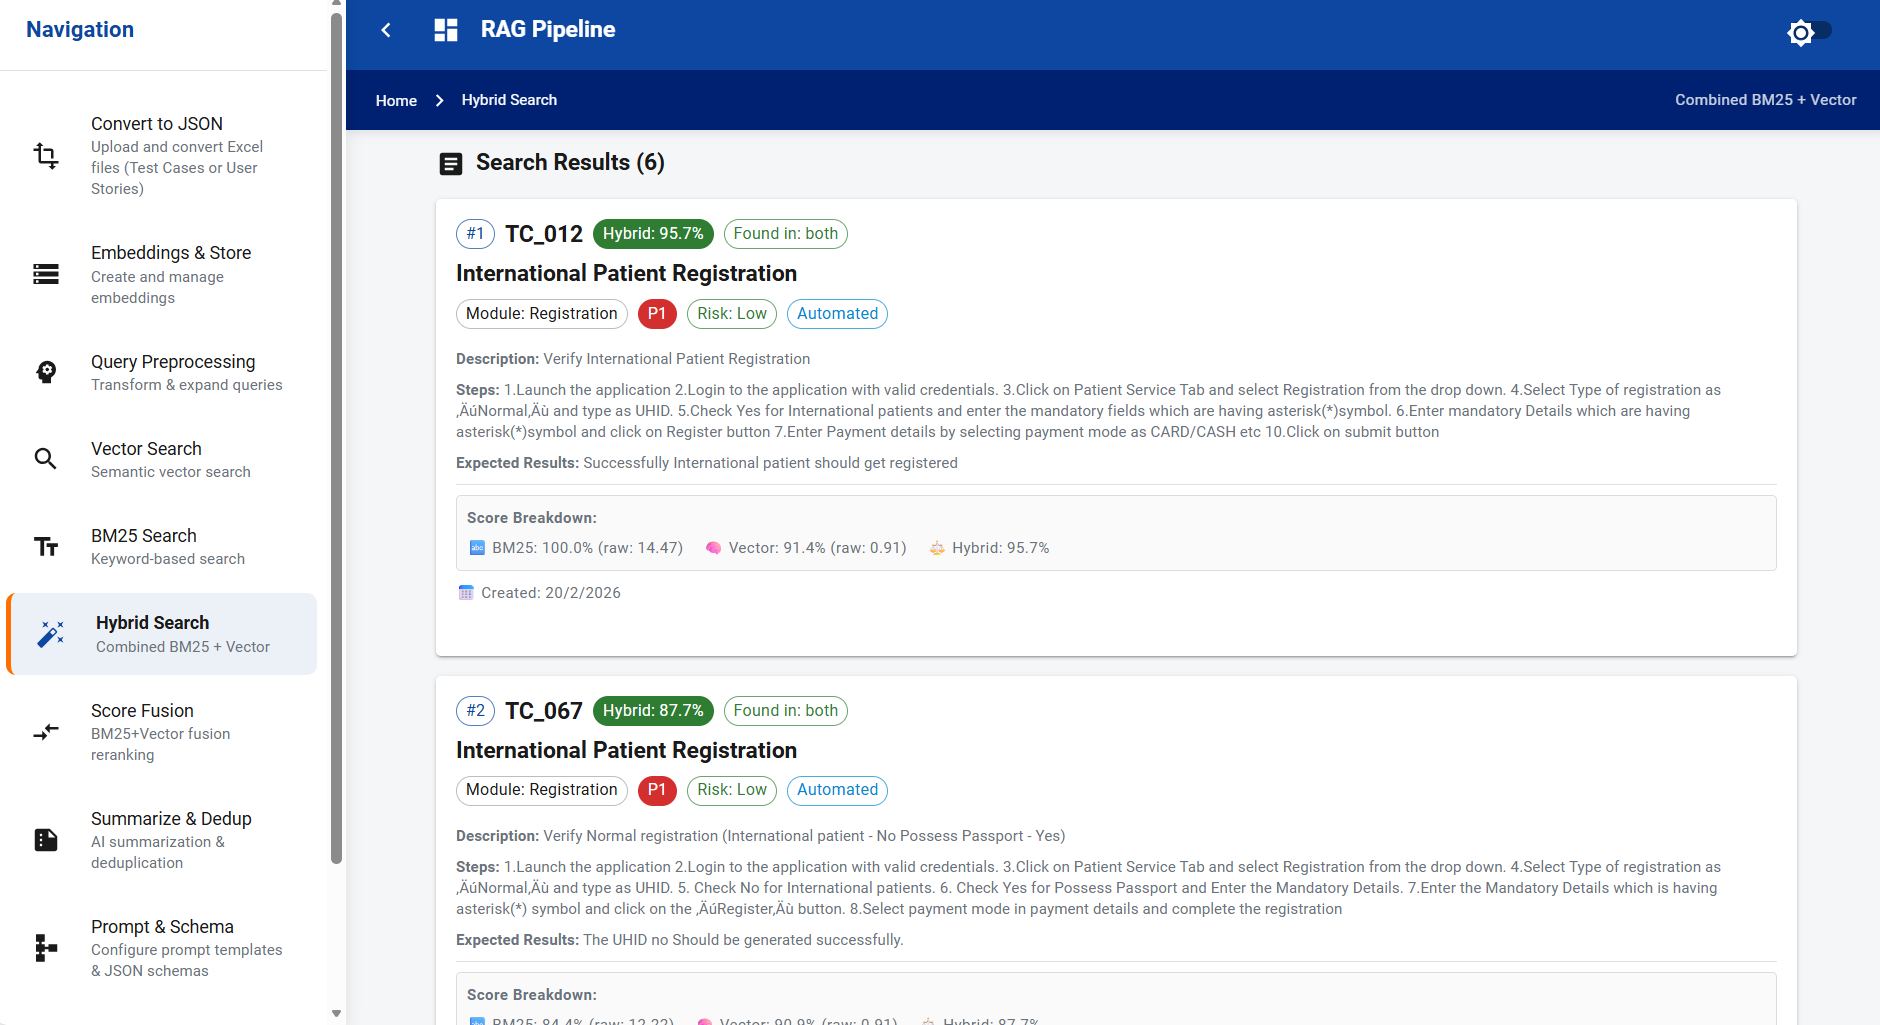 Navigation
Convert to JSON
Upload and convert Excel
files (Test Cases or User
Stories)
Embeddings & Store
Create and manage
embeddings
Query Preprocessing
Transform & expand queries
Vector Search
Semantic vector search
BM25 Search
Keyword-based search
Hybrid Search
Combined BM25 + Vector
Score Fusion
BM25+Vector fusion
reranking
Summarize & Dedup
AI summarization &
deduplication
Prompt & Schema
Configure prompt templates
& JSON schemas
RAG Pipeline
Home > Hybrid Search
Combined BM25 + Vector
Search Results (6)
#1 TC_012 Hybrid: 95.7% Found in: both
International Patient Registration
Module: Registration P1 Risk: Low Automated
Description: Verify International Patient Registration
Steps: 1.Launch the application 2.Login to the application with valid credentials. 3.Click on Patient Service Tab and select Registration from the drop down. 4.Select Type of registration as
‚ÄúNormal‚Äù and type as UHID. 5.Check Yes for International patients and enter the mandatory fields which are having asterisk(*)symbol. 6.Enter mandatory Details which are having
asterisk(*)symbol and click on Register button 7.Enter Payment details by selecting payment mode as CARD/CASH etc 10.Click on submit button
Expected Results: Successfully International patient should get registered
Score Breakdown:
BM25: 100.0% (raw: 14.47) Vector: 91.4% (raw: 0.91) Hybrid: 95.7%
Created: 20/2/2026
#2 TC_067 Hybrid: 87.7% Found in: both
International Patient Registration
Module: Registration P1 Risk: Low Automated
Description: Verify Normal registration (International patient - No Possess Passport - Yes)
Steps: 1.Launch the application 2.Login to the application with valid credentials. 3.Click on Patient Service Tab and select Registration from the drop down. 4.Select Type of registration as
‚ÄúNormal‚Äù and type as UHID. 5. Check No for International patients. 6. Check Yes for Possess Passport and Enter the Mandatory Details. 7.Enter the Mandatory Details which is having
asterisk(*) symbol and click on the ‚ÄúRegister‚Äù button. 8.Select payment mode in payment details and complete the registration
Expected Results: The UHID no Should be generated successfully.
Score Breakdown:
BM25: 84.4% (raw: 12.22) Vector: 90.9% (raw: 0.91) Hybrid: 87.7%